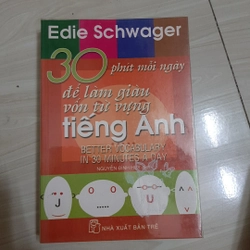 Edie Schwager
30 phút mỗi ngày
để làm giàu
vốn từ vựng
tiếng Anh
BETTER VOCABULARY
IN 30 MINUTES A DAY
J U
NHÀ XUẤT BẢN TRẺ